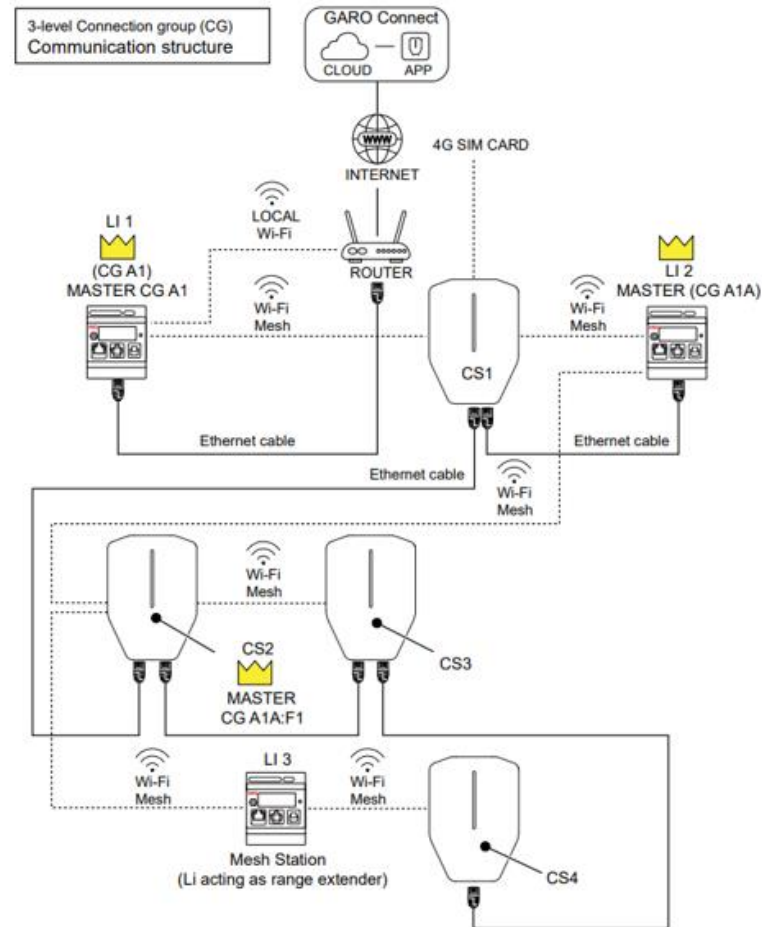 3-level Connection group (CG)
Communication structure
GARO Connect
CLOUD
APP
WWW
INTERNET
4G SIM CARD
LOCAL
Wi-Fi
ROUTER
LI 1
(CG A1)
MASTER CG A1
Wi-Fi
Mesh
CS1
Wi-Fi
Mesh
LI 2
MASTER (CG A1A)
Ethernet cable
Ethernet cable
Ethernet cable
Wi-Fi
Mesh
Wi-Fi
Mesh
CS2
MASTER
CG A1A:F1
CS3
Wi-Fi
Mesh
LI 3
Wi-Fi
Mesh
Mesh Station
(Li acting as range extender)
CS4